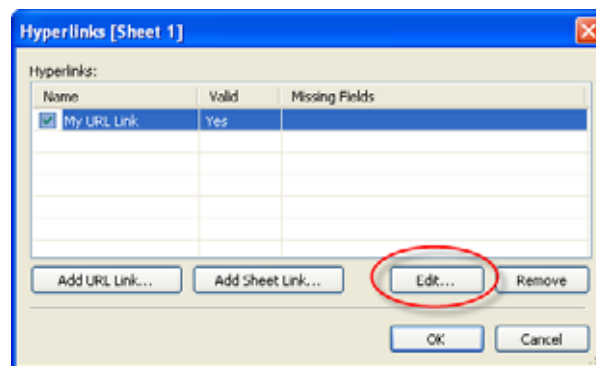 Hyperlinks [Sheet 1]
Hyperlinks:
Name Valid Missing Fields
My URL Link Yes
Add URL Link... Add Sheet Link... Edit... Remove
OK Cancel